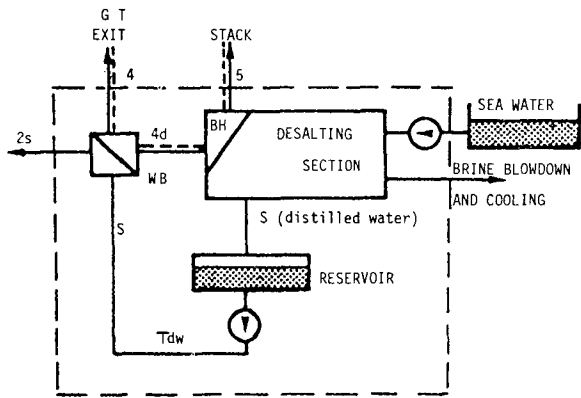 G T
EXIT
STACK
4
5
SEA WATER
2s
4d
BH
DESALTING
SECTION
WB
BRINE BLOWDOWN
AND COOLING
S
S (distilled water)
RESERVOIR
Tdw